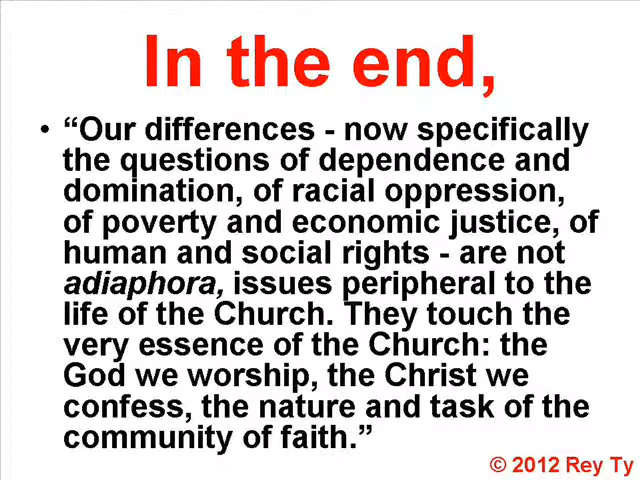 In the end,
• “Our differences - now specifically
the questions of dependence and
domination, of racial oppression,
of poverty and economic justice, of
human and social rights - are not
adiaphora, issues peripheral to the
life of the Church. They touch the
very essence of the Church: the
God we worship, the Christ we
confess, the nature and task of the
community of faith.”
© 2012 Rey Ty